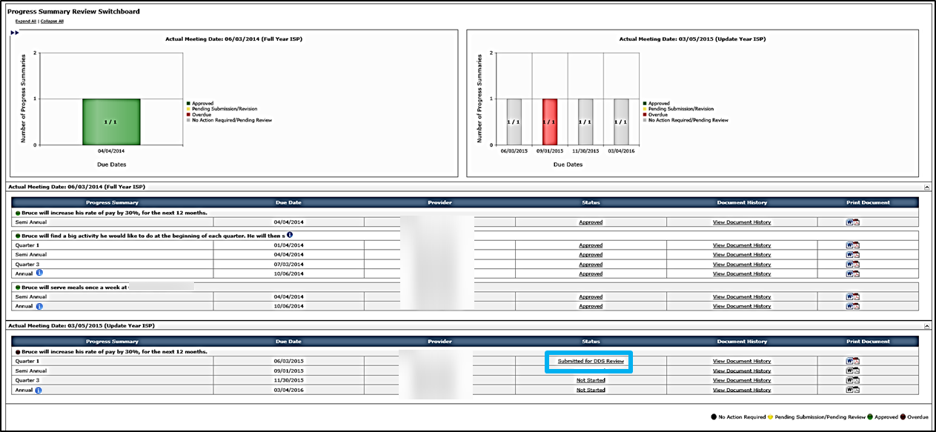 Progress Summary Review Switchboard
Expand All | Collapse All
Actual Meeting Date: 06/03/2014 (Full Year ISP)
Number of Progress Summaries
2
1
0
1 / 1
04/04/2014
Due Dates
Approved
Pending Submission/Revision
Overdue
No Action Required/Pending Review
Actual Meeting Date: 03/05/2015 (Update Year ISP)
Number of Progress Summaries
2
1
0
1 / 1 1 / 1 1 / 1 1 / 1
06/03/2015 09/01/2015 11/30/2015 03/04/2016
Due Dates
Approved
Pending Submission/Revision
Overdue
No Action Required/Pending Review
Actual Meeting Date: 06/03/2014 (Full Year ISP)
Progress Summary Due Date Provider Status Document History Print Document
Bruce will increase his rate of pay by 30%, for the next 12 months.
Semi Annual 04/04/2014 Approved View Document History
Bruce will find a big activity he would like to do at the beginning of each quarter. He will then s
Quarter 1 01/04/2014 Approved View Document History
Semi Annual 04/04/2014 Approved View Document History
Quarter 3 07/03/2014 Approved View Document History
Annual 10/06/2014 Approved View Document History
Bruce will serve meals once a week at
Semi Annual 04/04/2014 Approved View Document History
Annual 10/06/2014 Approved View Document History
Actual Meeting Date: 03/05/2015 (Update Year ISP)
Progress Summary Due Date Provider Status Document History Print Document
Bruce will increase his rate of pay by 30%, for the next 12 months.
Quarter 1 06/03/2015 Submitted for DDS Review View Document History
Semi Annual 09/01/2015 View Document History
Quarter 3 11/30/2015 Not Started View Document History
Annual 03/04/2016 Not Started View Document History
No Action Required Pending Submission/Pending Review Approved Overdue